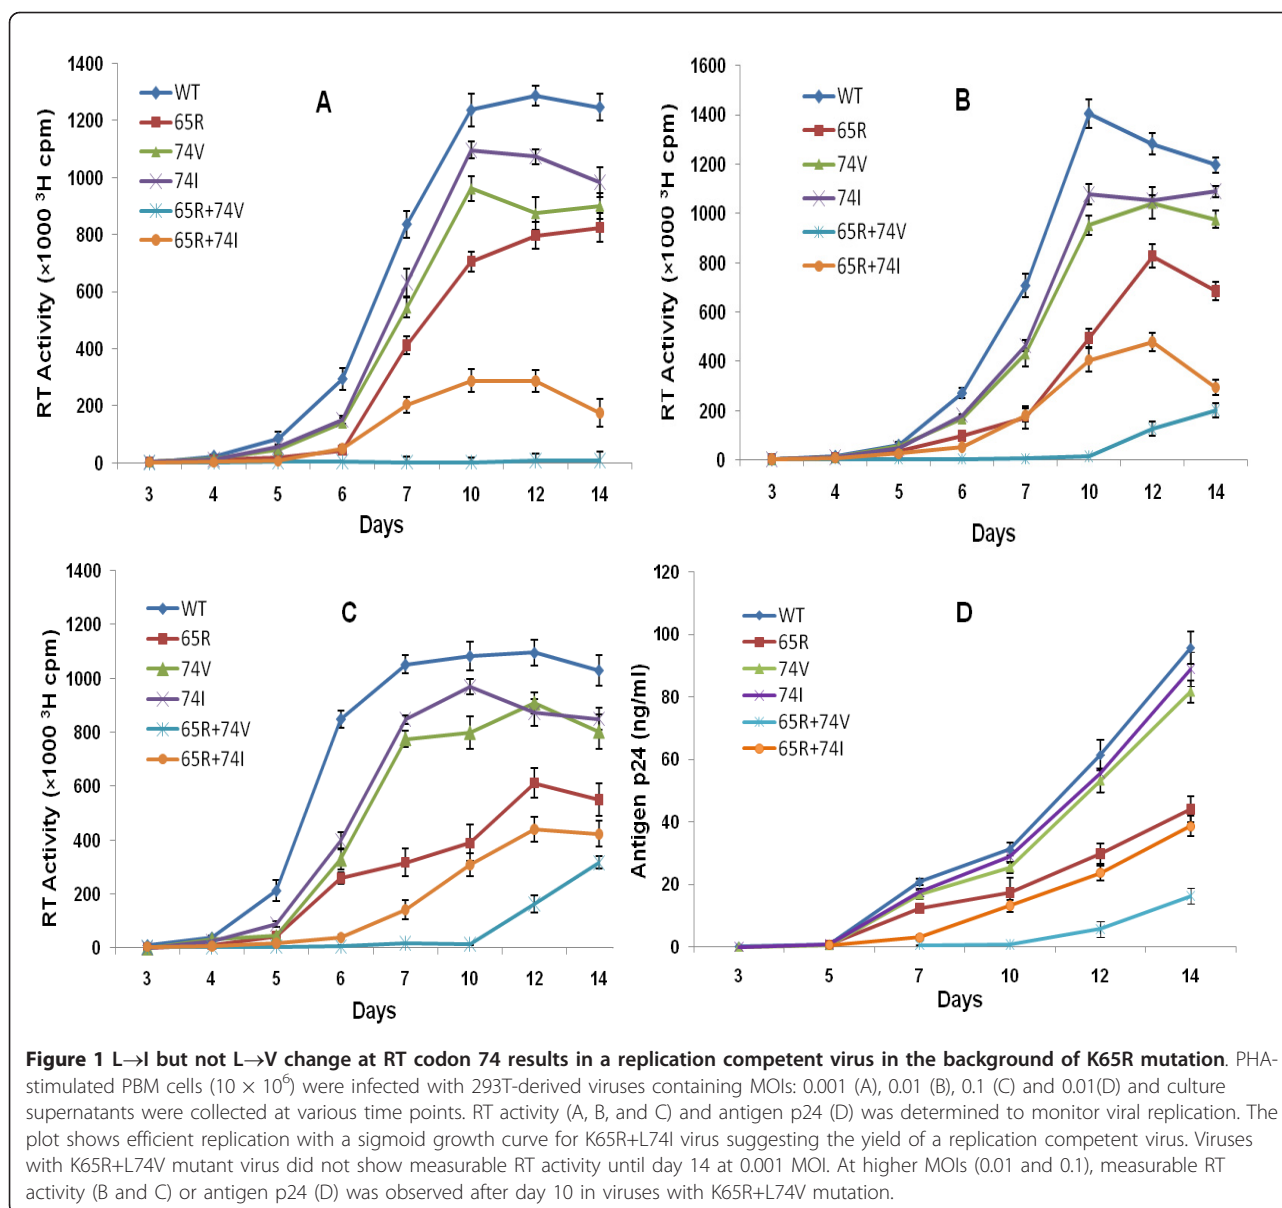 1400
1200
1000
800
600
400
200
0
RT Activity (×1000 ³H cpm)
WT
65R
74V
74I
65R+74V
65R+74I
A
3 4 5 6 7 10 12 14
Days
1600
1400
1200
1000
800
600
400
200
0
RT Activity (×1000 ³H cpm)
WT
65R
74V
74I
65R+74V
65R+74I
B
3 4 5 6 7 10 12 14
Days
1400
1200
1000
800
600
400
200
0
RT Activity (×1000 ³H cpm)
WT
65R
74V
74I
65R+74V
65R+74I
C
3 4 5 6 7 10 12 14
Days
120
100
80
60
40
20
0
Antigen p24 (ng/ml)
WT
65R
74V
74I
65R+74V
65R+74I
D
3 5 7 10 12 14
Days
Figure 1 L→I but not L→V change at RT codon 74 results in a replication competent virus in the background of K65R mutation. PHA-
stimulated PBM cells (10 × 10⁶) were infected with 293T-derived viruses containing MOIs: 0.001 (A), 0.01 (B), 0.1 (C) and 0.01(D) and culture
supernatants were collected at various time points. RT activity (A, B, and C) and antigen p24 (D) was determined to monitor viral replication. The
plot shows efficient replication with a sigmoid growth curve for K65R+L74I virus suggesting the yield of a replication competent virus. Viruses
with K65R+L74V mutant virus did not show measurable RT activity until day 14 at 0.001 MOI. At higher MOIs (0.01 and 0.1), measurable RT
activity (B and C) or antigen p24 (D) was observed after day 10 in viruses with K65R+L74V mutation.